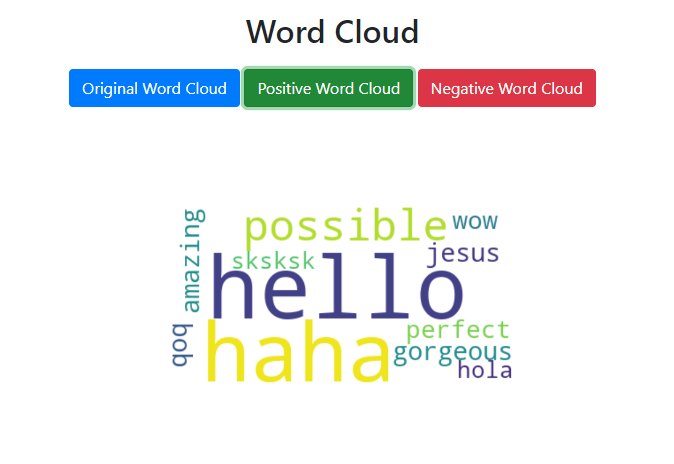 Word Cloud
Original Word Cloud Positive Word Cloud Negative Word Cloud
possible
wow
amazing
jesus
sksksk
hello
haha
perfect
qoq
gorgeous
hola